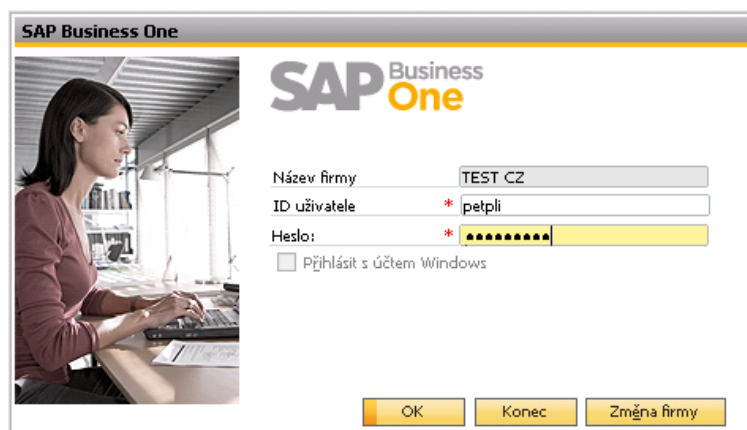 SAP Business One
SAP Business One
Název firmy TEST CZ
ID uživatele * petpli
Heslo: * •••••••••
Přihlásit s účtem Windows
OK Konec Změna firmy